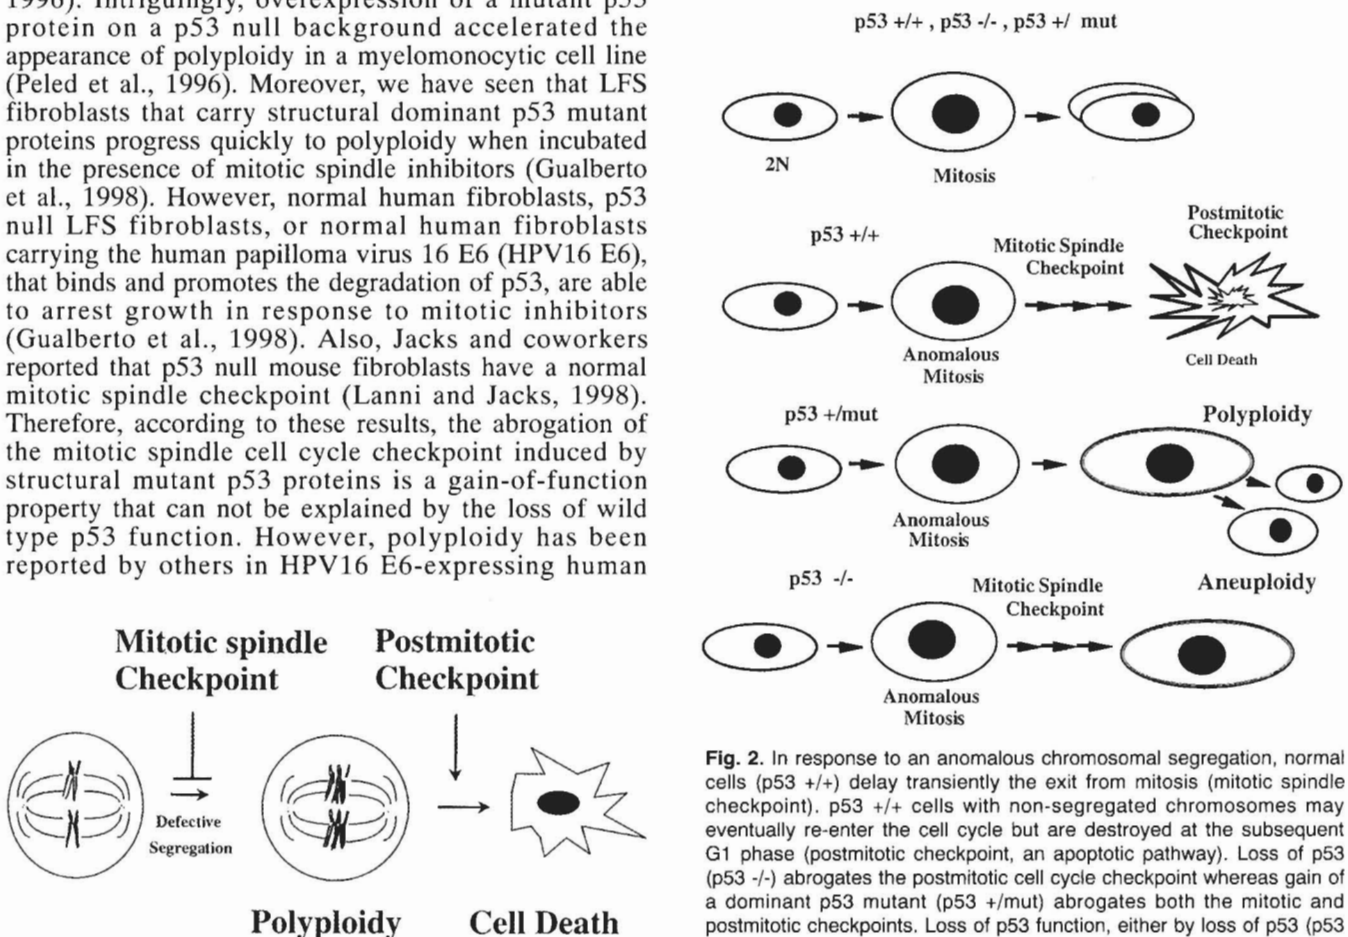 1996). Intriguingly, overexpression of a mutant p53
protein on a p53 null background accelerated the
appearance of polyploidy in a myelomonocytic cell line
(Peled et al., 1996). Moreover, we have seen that LFS
fibroblasts that carry structural dominant p53 mutant
proteins progress quickly to polyploidy when incubated
in the presence of mitotic spindle inhibitors (Gualberto
et al., 1998). However, normal human fibroblasts, p53
null LFS fibroblasts, or normal human fibroblasts
carrying the human papilloma virus 16 E6 (HPV16 E6),
that binds and promotes the degradation of p53, are able
to arrest growth in response to mitotic inhibitors
(Gualberto et al., 1998). Also, Jacks and coworkers
reported that p53 null mouse fibroblasts have a normal
mitotic spindle checkpoint (Lanni and Jacks, 1998).
Therefore, according to these results, the abrogation of
the mitotic spindle cell cycle checkpoint induced by
structural mutant p53 proteins is a gain-of-function
property that can not be explained by the loss of wild
type p53 function. However, polyploidy has been
reported by others in HPV16 E6-expressing human
Mitotic spindle
Checkpoint
Postmitotic
Checkpoint
Defective
Segregation
Polyploidy
Cell Death
p53 +/+ , p53 -/- , p53 +/ mut
2N
Mitosis
p53 +/+
Mitotic Spindle
Checkpoint
Postmitotic
Checkpoint
Anomalous
Mitosis
Cell Death
p53 +/mut
Polyploidy
Anomalous
Mitosis
Aneuploidy
p53 -/-
Mitotic Spindle
Checkpoint
Anomalous
Mitosis
Fig. 2. In response to an anomalous chromosomal segregation, normal
cells (p53 +/+) delay transiently the exit from mitosis (mitotic spindle
checkpoint). p53 +/+ cells with non-segregated chromosomes may
eventually re-enter the cell cycle but are destroyed at the subsequent
G1 phase (postmitotic checkpoint, an apoptotic pathway). Loss of p53
(p53 -/-) abrogates the postmitotic cell cycle checkpoint whereas gain of
a dominant p53 mutant (p53 +/mut) abrogates both the mitotic and
postmitotic checkpoints. Loss of p53 function, either by loss of p53 (p53